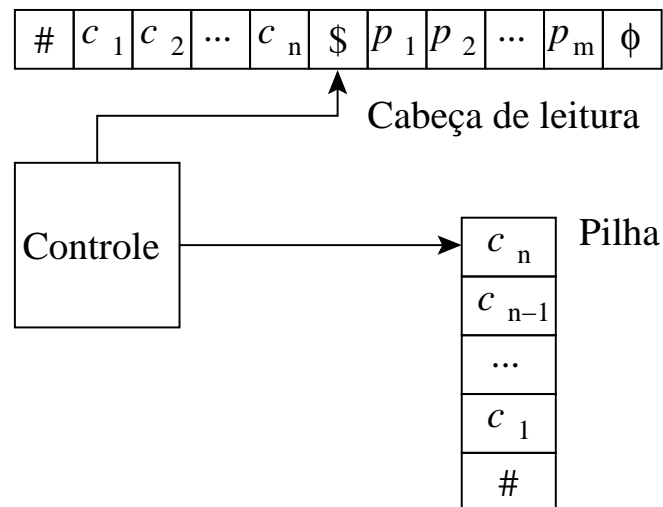 # c 1 c 2 ... c n $ p 1 p 2 ... p m ϕ
Cabeça de leitura
Controle
Pilha
c n
c n−1
...
c 1
#